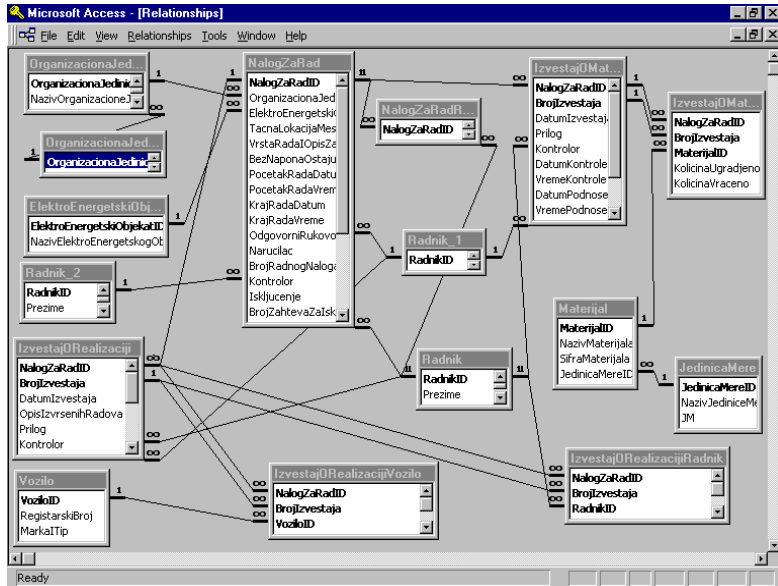 Microsoft Access - [Relationships]
File Edit View Relationships Tools Window Help
OrganizacionaJed...
OrganizacionaJedinic
NazivOrganizacioneJ
OrganizacionaJed...
OrganizacionaJedinic
ElektroEnergetskiObj...
ElektroEnergetskiObjekatID
NazivElektroEnergetskogOb
Radnik_2
RadnikID
Prezime
IzvestajORealizaciji
NalogZaRadID
BrojIzvestaja
DatumIzvestaja
OpisIzvrsenihRadova
Prilog
Kontrolor
Vozilo
VoziloID
RegistarskiBroj
MarkaITip
NalogZaRad
NalogZaRadID
OrganizacionaJed
ElektroEnergetski
TacnaLokacijaMes
VrstaRadaIOpisZa
BezNaponaOstaju
PocetakRadaDatu
PocetakRadaVrem
KrajRadaDatum
KrajRadaVreme
OdgovorniRukovo
Narucilac
BrojRadnogNaloga
Kontrolor
Iskljucenje
BrojZahtevaZaIsk
NalogZaRadR...
NalogZaRadID
Radnik_1
RadnikID
Radnik
RadnikID
Prezime
IzvestajORealizacijiVozilo
NalogZaRadID
BrojIzvestaja
VoziloID
IzvestajOMat...
NalogZaRadID
BrojIzvestaja
DatumIzvestaj
Prilog
Kontrolor
DatumKontrole
VremeKontrole
DatumPodnose
VremePodnose
IzvestajOMat...
NalogZaRadID
BrojIzvestaja
MaterijalID
KolicinaUgradjeno
KolicinaVraceno
Materijal
MaterijalID
NazivMaterijala
SifraMaterijala
JedinicaMereID
JedinicaMere
JedinicaMereID
NazivJediniceMe
JM
IzvestajORealizacijiRadnik
NalogZaRadID
BrojIzvestaja
RadnikID
Ready